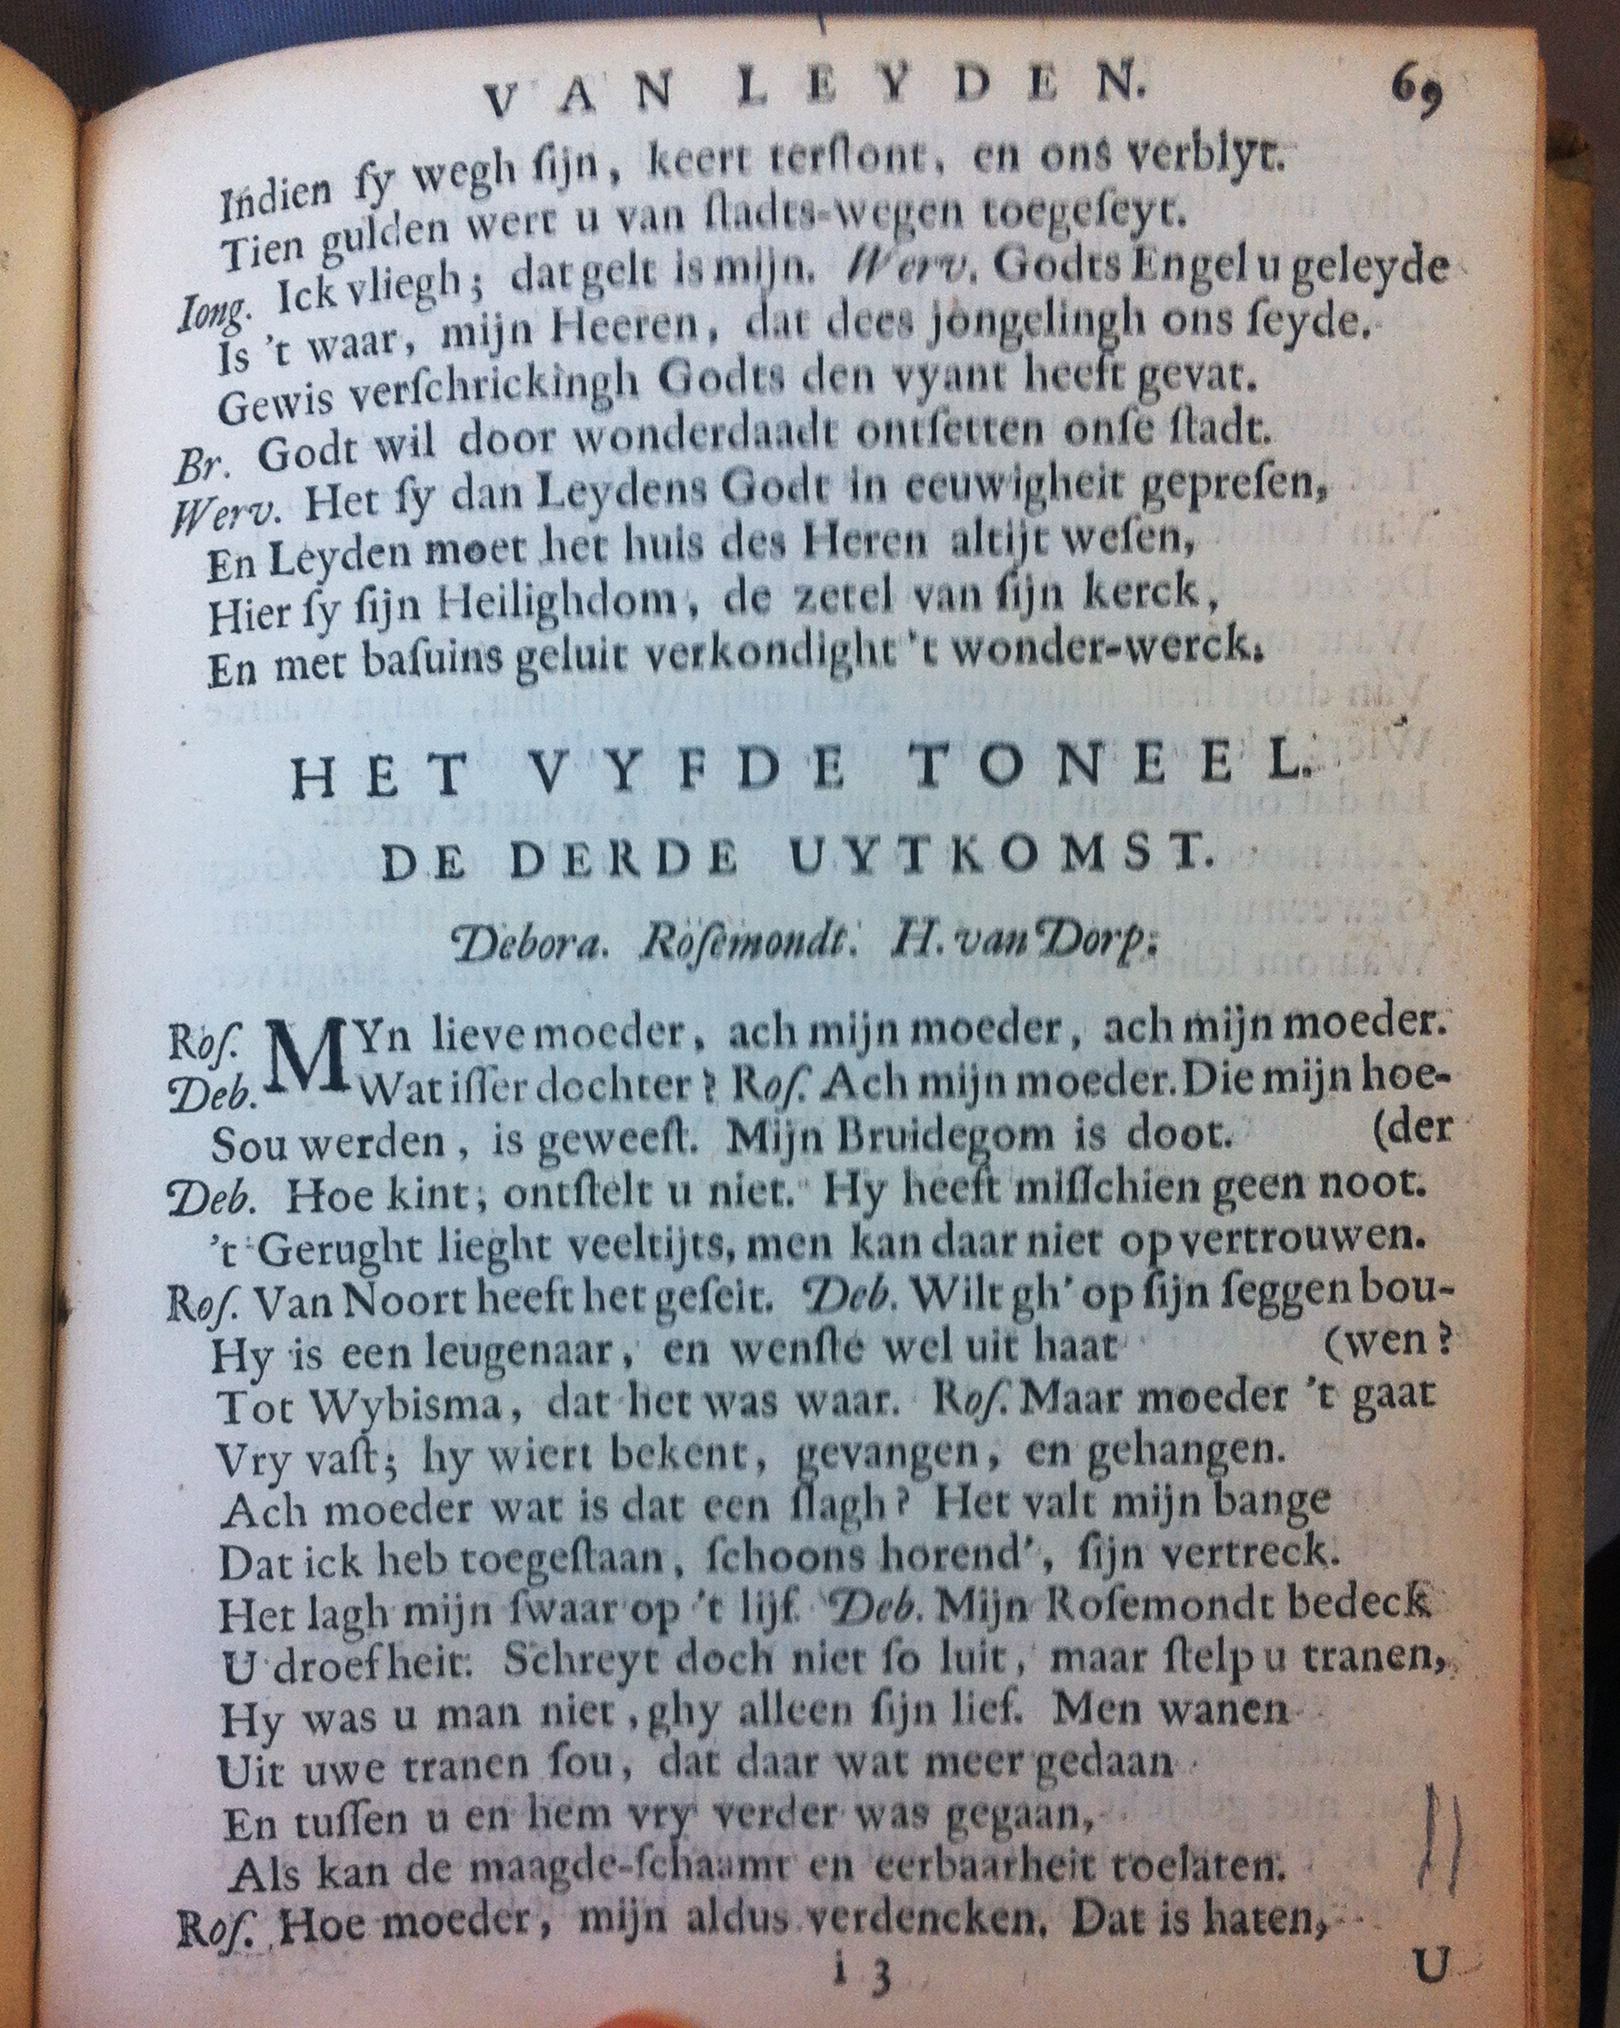 VAN LEYDEN. 69
Indien ſy wegh ſijn, keert terſtont, en ons verblyt.
Tien gulden wert u van ſtadts-wegen toegeſeyt.
Iong. Ick vliegh; dat gelt is mijn. Werv. Godts Engel u geleyde
Is 't waar, mijn Heeren, dat dees jongelingh ons ſeyde.
Gewis verſchrickingh Godts den vyant heeft gevat.
Br. Godt wil door wonderdaadt ontſetten onſe ſtadt.
Werv. Het ſy dan Leydens Godt in eeuwigheit gepreſen,
En Leyden moet het huis des Heren altijt weſen,
Hier ſy ſijn Heilighdom, de zetel van ſijn kerck,
En met baſuins geluit verkondight 't wonder-werck.
HET VYFDE TONEEL.
DE DERDE UYTKOMST.
Debora. Roſemondt. H. van Dorp.
Roſ. MYn lieve moeder, ach mijn moeder, ach mijn moeder.
Deb. Wat iſſer dochter? Roſ. Ach mijn moeder. Die mijn hoe-
Sou werden, is geweeſt. Mijn Bruidegom is doot. (der
Deb. Hoe kint; ontſtelt u niet. Hy heeft miſſchien geen noot.
't Gerught lieght veeltijts, men kan daar niet op vertrouwen.
Roſ. Van Noort heeft het geſeit. Deb. Wilt gh' op ſijn ſeggen bou-
Hy is een leugenaar, en wenſte wel uit haat (wen?
Tot Wybisma, dat het was waar. Roſ. Maar moeder 't gaat
Vry vaſt; hy wiert bekent, gevangen, en gehangen.
Ach moeder wat is dat een ſlagh? Het valt mijn bange
Dat ick heb toegeſtaan, ſchoons horend', ſijn vertreck.
Het lagh mijn ſwaar op 't lijf. Deb. Mijn Roſemondt bedeck
U droefheit. Schreyt doch niet ſo luit, maar ſtelp u tranen,
Hy was u man niet, ghy alleen ſijn lief. Men wanen
Uit uwe tranen ſou, dat daar wat meer gedaan
En tuſſen u en hem vry verder was gegaan,
Als kan de maagde-ſchaamt en eerbaarheit toelaten.
Roſ. Hoe moeder, mijn aldus verdencken. Dat is haten,
i 3 U